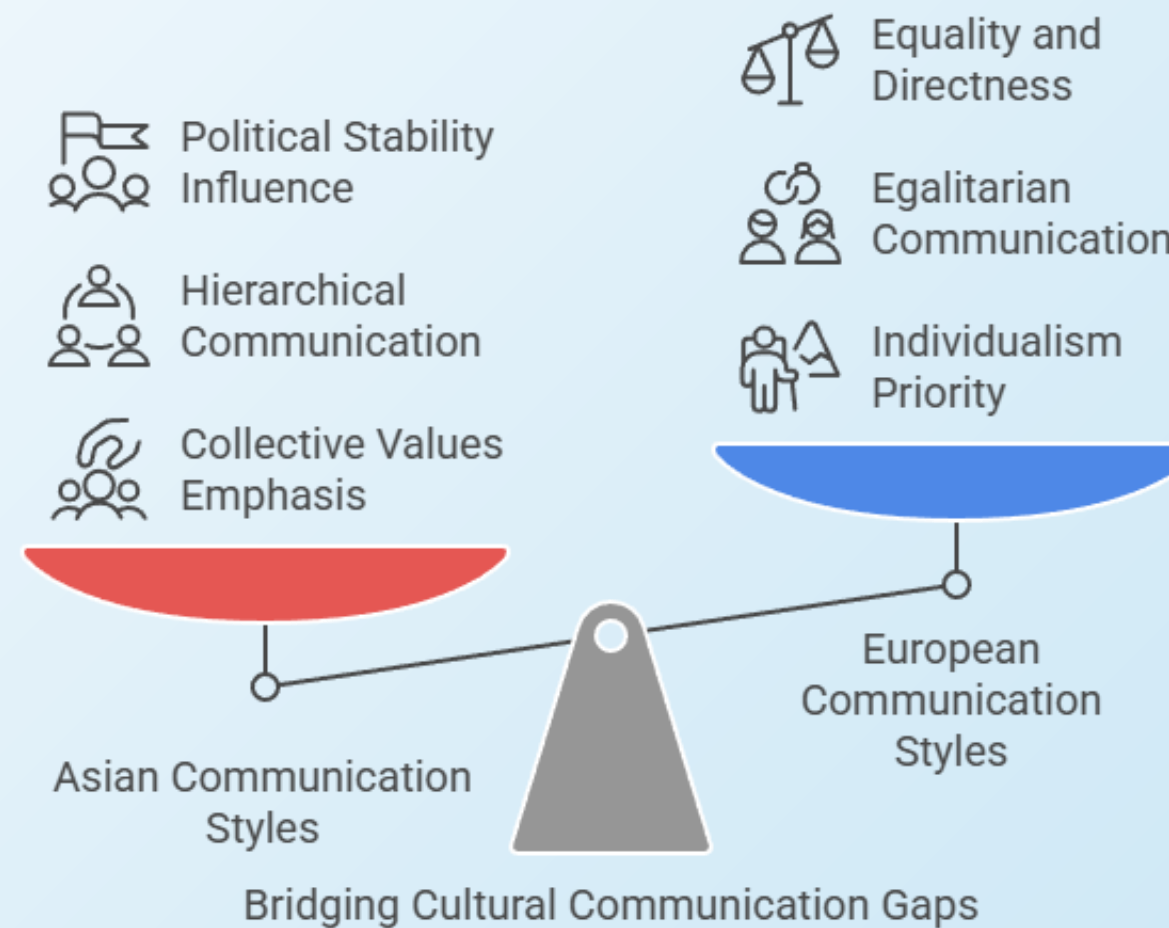 Political Stability
Influence
Hierarchical
Communication
Collective Values
Emphasis
Asian Communication
Styles
Equality and
Directness
Egalitarian
Communication
Individualism
Priority
European
Communication
Styles
Bridging Cultural Communication Gaps